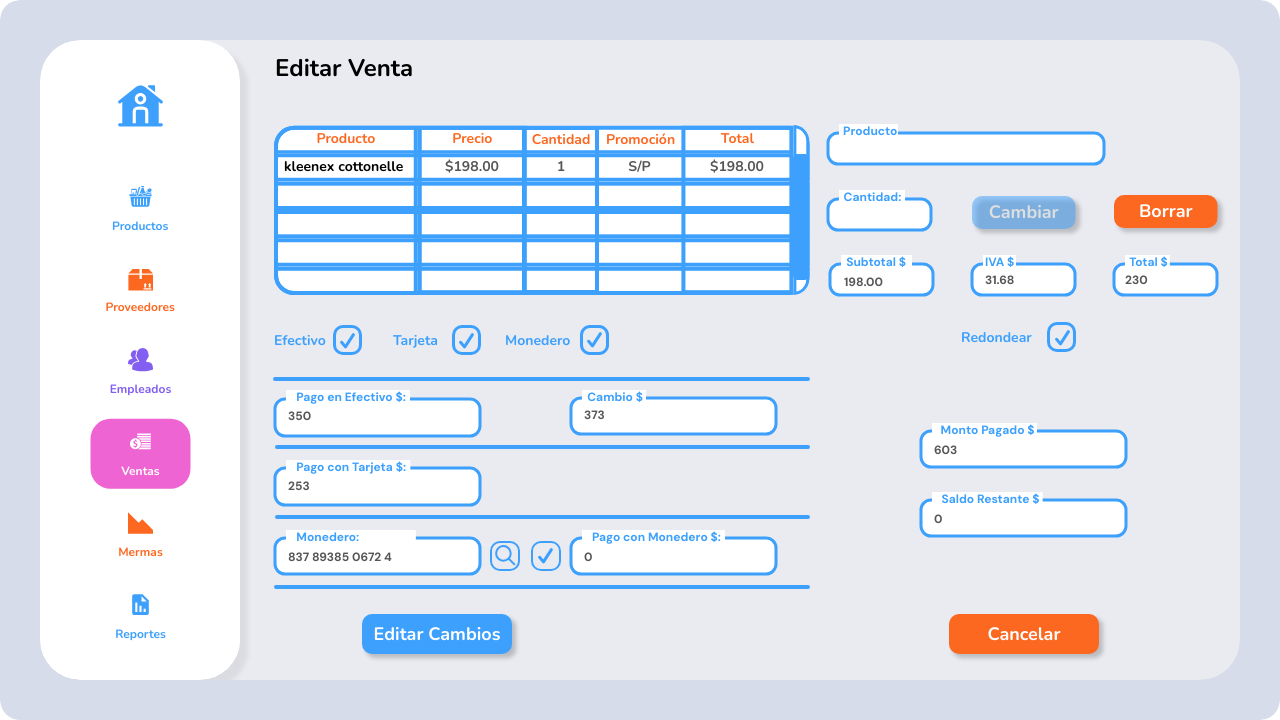 Editar Venta
Productos
Proveedores
Empleados
Ventas
Mermas
Reportes
Producto Precio Cantidad Promoción Total
kleenex cottonelle $198.00 1 S/P $198.00
Producto
Cantidad:
Cambiar
Borrar
Subtotal $
198.00
IVA $
31.68
Total $
230
Efectivo
Tarjeta
Monedero
Redondear
Pago en Efectivo $:
350
Cambio $
373
Pago con Tarjeta $:
253
Monedero:
837 89385 0672 4
Pago con Monedero $:
0
Monto Pagado $
603
Saldo Restante $
0
Editar Cambios
Cancelar